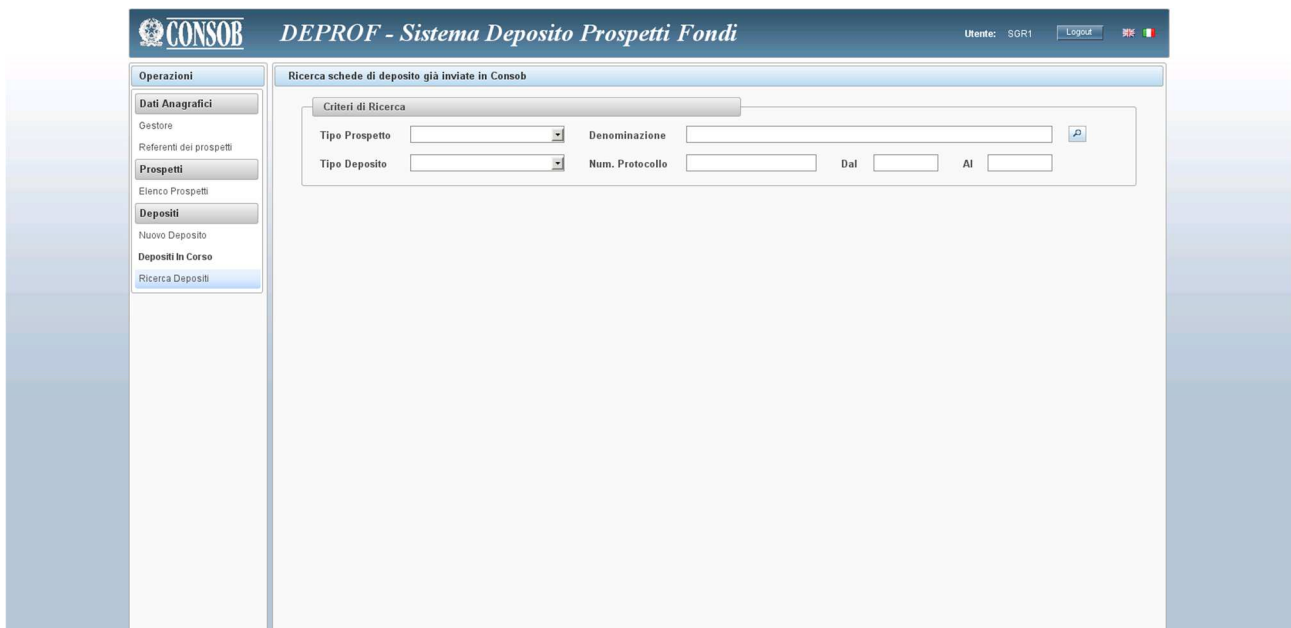 CONSOB DEPROF - Sistema Deposito Prospetti Fondi Utente: SGR1 Logout
Operazioni
Dati Anagrafici
Gestore
Referenti dei prospetti
Prospetti
Elenco Prospetti
Depositi
Nuovo Deposito
Depositi In Corso
Ricerca Depositi
Ricerca schede di deposito già inviate in Consob
Criteri di Ricerca
Tipo Prospetto Denominazione
Tipo Deposito Num. Protocollo Dal Al